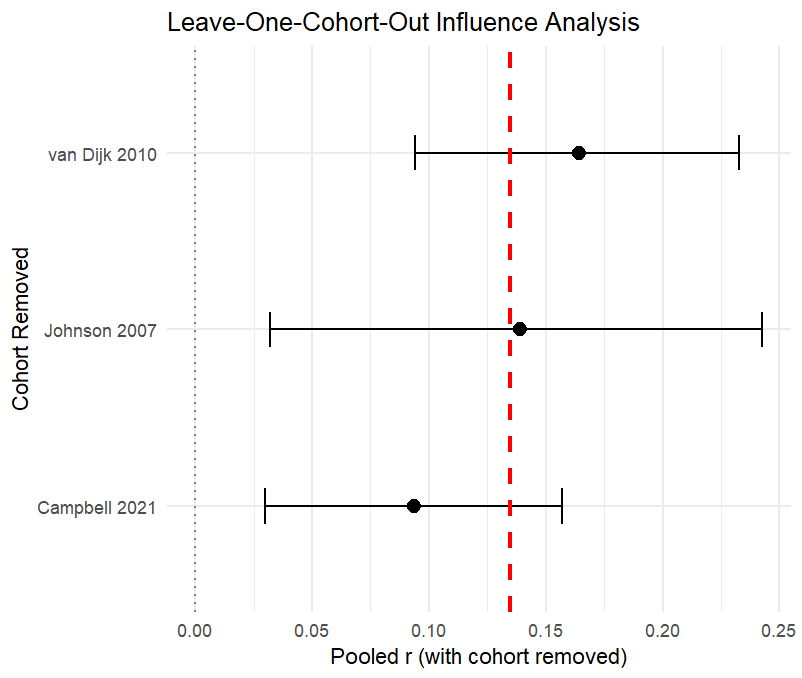 Leave-One-Cohort-Out Influence Analysis
Cohort Removed
van Dijk 2010
Johnson 2007
Campbell 2021
0.00 0.05 0.10 0.15 0.20 0.25
Pooled r (with cohort removed)